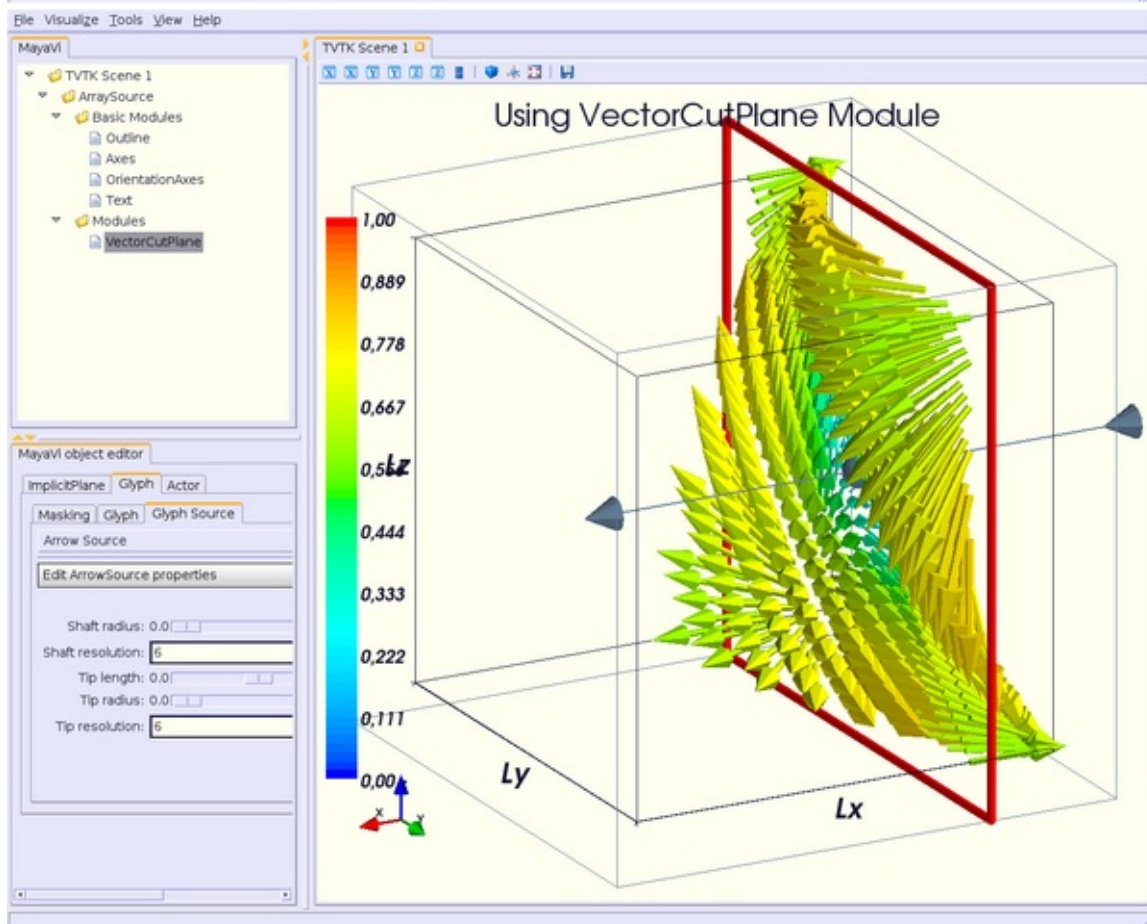 File Visualize Tools View Help
MayaVi
TVTK Scene 1
ArraySource
Basic Modules
Outline
Axes
OrientationAxes
Text
Modules
VectorCutPlane
MayaVi object editor
ImplicitPlane Glyph Actor
Masking Glyph Glyph Source
Arrow Source
Edit ArrowSource properties
Shaft radius: 0.0
Shaft resolution: 6
Tip length: 0.0
Tip radius: 0.0
Tip resolution: 6
TVTK Scene 1
X X Y Y Z Z
Using VectorCutPlane Module
1,00
0,889
0,778
0,667
Lz
0,444
0,333
0,222
0,111
0,00
Ly
Lx
X Y